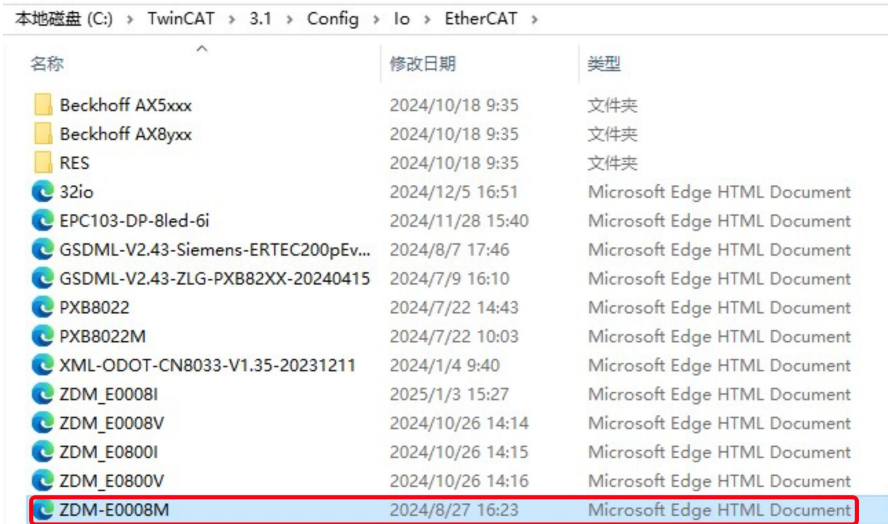 本地磁盘 (C:) › TwinCAT › 3.1 › Config › Io › EtherCAT ›
名称 修改日期 类型
Beckhoff AX5xxx 2024/10/18 9:35 文件夹
Beckhoff AX8yxx 2024/10/18 9:35 文件夹
RES 2024/10/18 9:35 文件夹
32io 2024/12/5 16:51 Microsoft Edge HTML Document
EPC103-DP-8led-6i 2024/11/28 15:40 Microsoft Edge HTML Document
GSDML-V2.43-Siemens-ERTEC200pEv... 2024/8/7 17:46 Microsoft Edge HTML Document
GSDML-V2.43-ZLG-PXB82XX-20240415 2024/7/9 16:10 Microsoft Edge HTML Document
PXB8022 2024/7/22 14:43 Microsoft Edge HTML Document
PXB8022M 2024/7/22 10:03 Microsoft Edge HTML Document
XML-ODOT-CN8033-V1.35-20231211 2024/1/4 9:40 Microsoft Edge HTML Document
ZDM_E0008I 2025/1/3 15:27 Microsoft Edge HTML Document
ZDM_E0008V 2024/10/26 14:14 Microsoft Edge HTML Document
ZDM_E0800I 2024/10/26 14:15 Microsoft Edge HTML Document
ZDM_E0800V 2024/10/26 14:16 Microsoft Edge HTML Document
ZDM-E0008M 2024/8/27 16:23 Microsoft Edge HTML Document